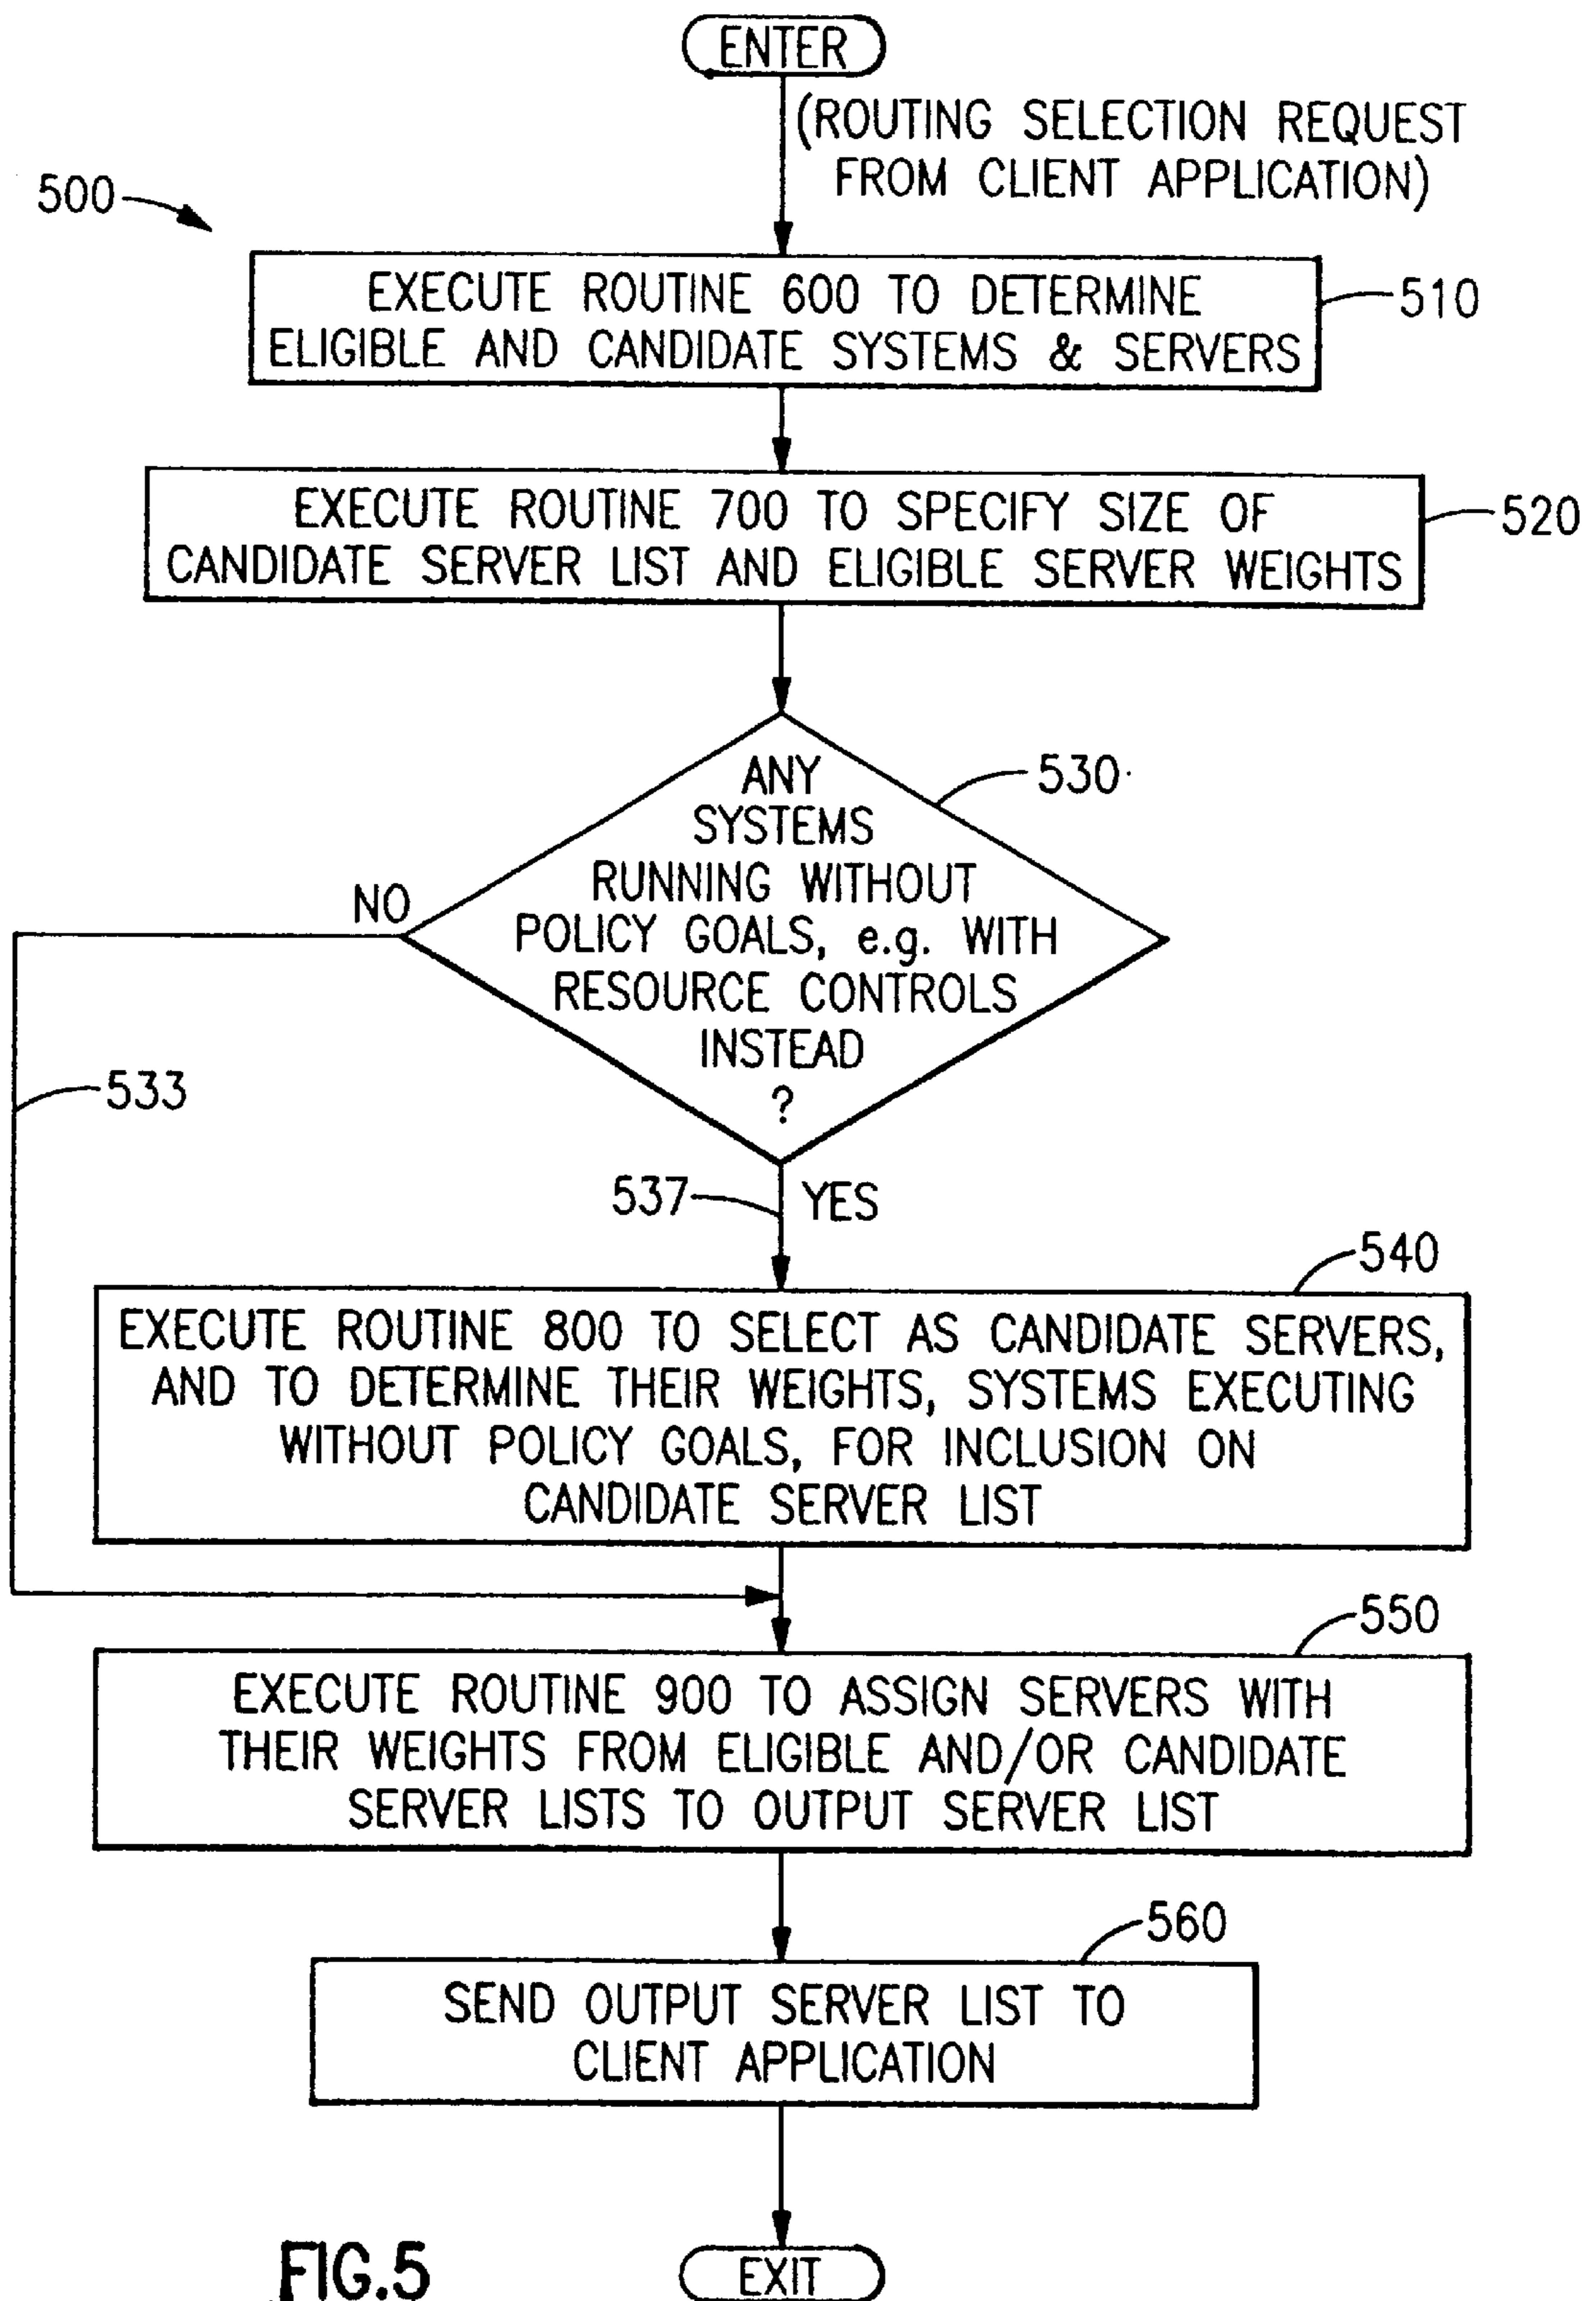 ENTER
(ROUTING SELECTION REQUEST
FROM CLIENT APPLICATION)
500
EXECUTE ROUTINE 600 TO DETERMINE
ELIGIBLE AND CANDIDATE SYSTEMS & SERVERS
510
EXECUTE ROUTINE 700 TO SPECIFY SIZE OF
CANDIDATE SERVER LIST AND ELIGIBLE SERVER WEIGHTS
520
530
ANY
SYSTEMS
RUNNING WITHOUT
POLICY GOALS, e.g. WITH
RESOURCE CONTROLS
INSTEAD
?
NO
533
537
YES
540
EXECUTE ROUTINE 800 TO SELECT AS CANDIDATE SERVERS,
AND TO DETERMINE THEIR WEIGHTS, SYSTEMS EXECUTING
WITHOUT POLICY GOALS, FOR INCLUSION ON
CANDIDATE SERVER LIST
550
EXECUTE ROUTINE 900 TO ASSIGN SERVERS WITH
THEIR WEIGHTS FROM ELIGIBLE AND/OR CANDIDATE
SERVER LISTS TO OUTPUT SERVER LIST
560
SEND OUTPUT SERVER LIST TO
CLIENT APPLICATION
EXIT
FIG.5